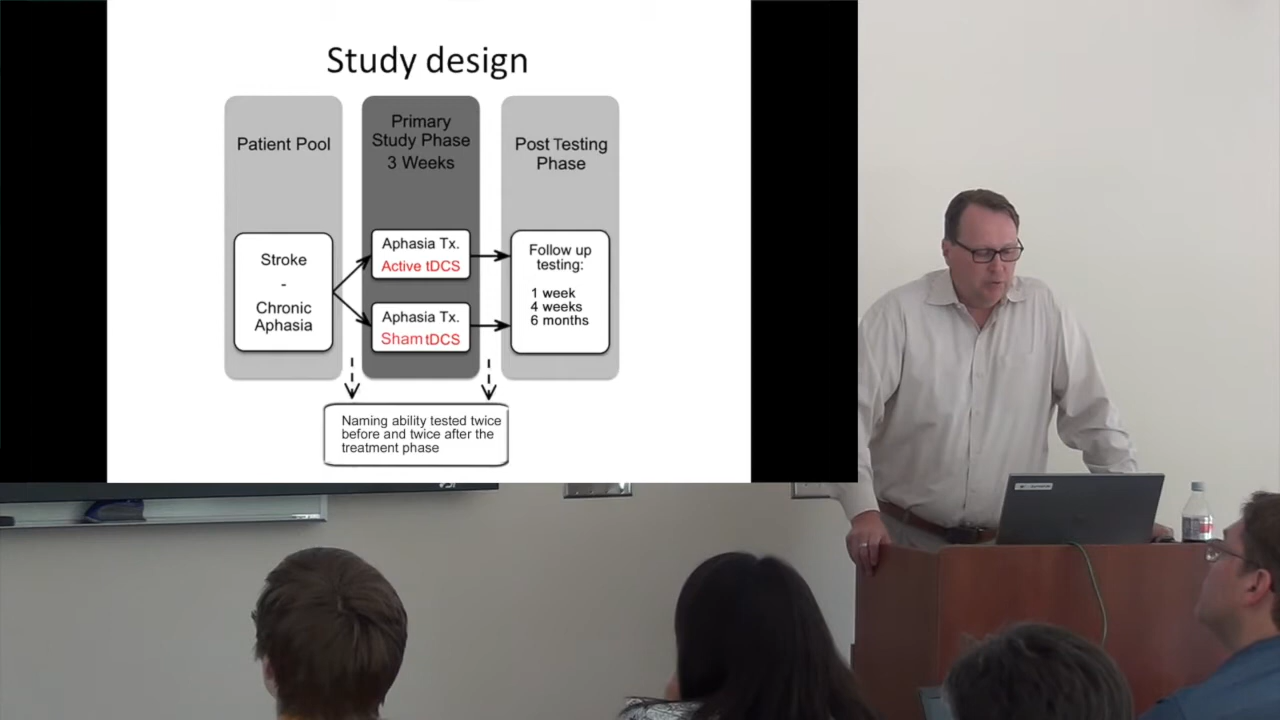 Study design
Patient Pool
Primary
Study Phase
3 Weeks
Post Testing
Phase
Stroke
-
Chronic
Aphasia
Aphasia Tx.
Active tDCS
Aphasia Tx.
Sham tDCS
Follow up
testing:
1 week
4 weeks
6 months
Naming ability tested twice
before and twice after the
treatment phase